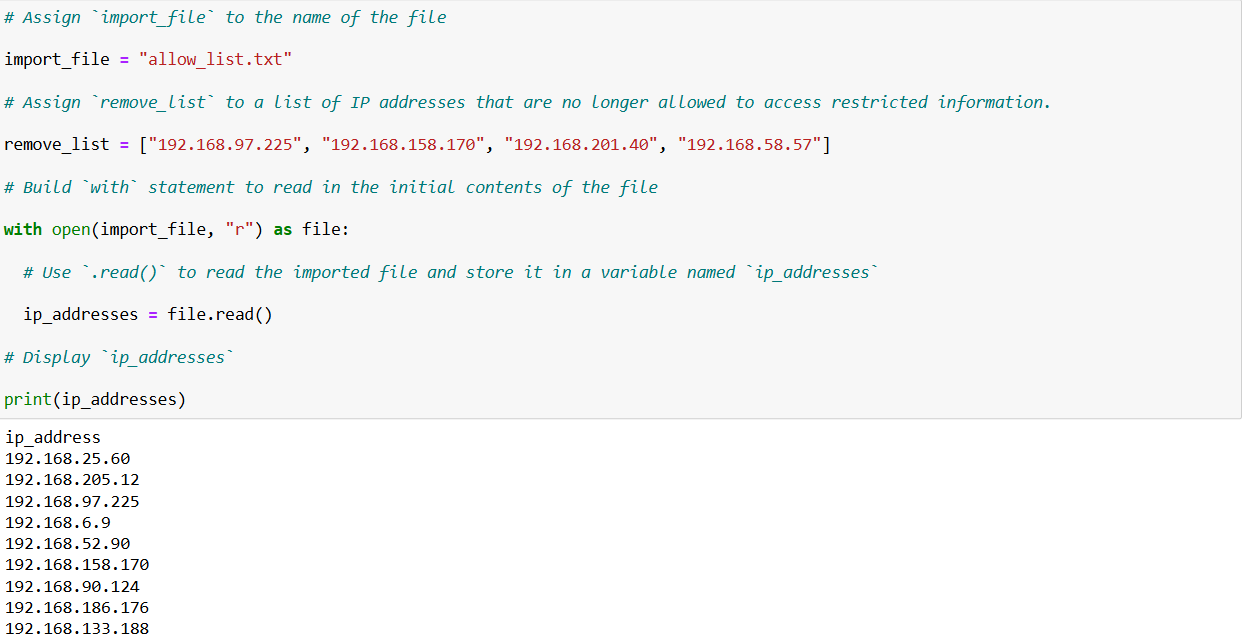 # Assign `import_file` to the name of the file
import_file = "allow_list.txt"
# Assign `remove_list` to a list of IP addresses that are no longer allowed to access restricted information.
remove_list = ["192.168.97.225", "192.168.158.170", "192.168.201.40", "192.168.58.57"]
# Build `with` statement to read in the initial contents of the file
with open(import_file, "r") as file:
  # Use `.read()` to read the imported file and store it in a variable named `ip_addresses`
  ip_addresses = file.read()
# Display `ip_addresses`
print(ip_addresses)
ip_address
192.168.25.60
192.168.205.12
192.168.97.225
192.168.6.9
192.168.52.90
192.168.158.170
192.168.90.124
192.168.186.176
192.168.133.188